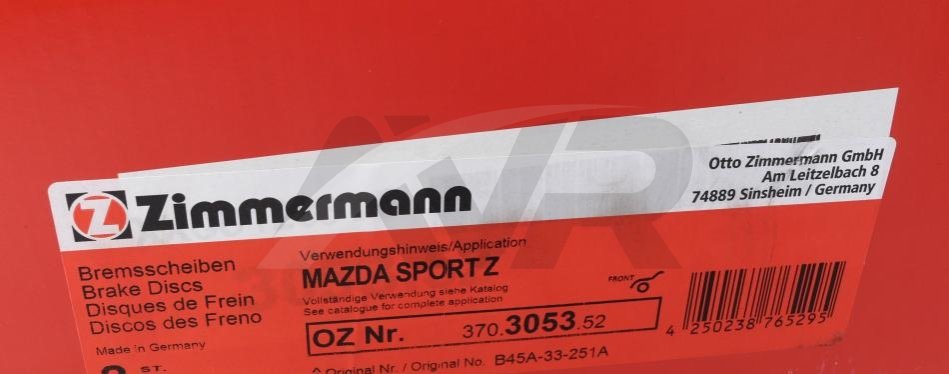 Zimmermann
Otto Zimmermann GmbH
Am Leitzelbach 8
74889 Sinsheim / Germany
Bremsscheiben
Brake Discs
Disques de Frein
Discos des Freno
Made in Germany
ST.
Verwendungshinweis/Application
MAZDA SPORT Z
Vollständige Verwendung siehe Katalog
See catalogue for complete application
OZ Nr. 370.3053.52
Original Nr. / Original No. B45A-33-251A
FRONT
4 250238 765295
AVR